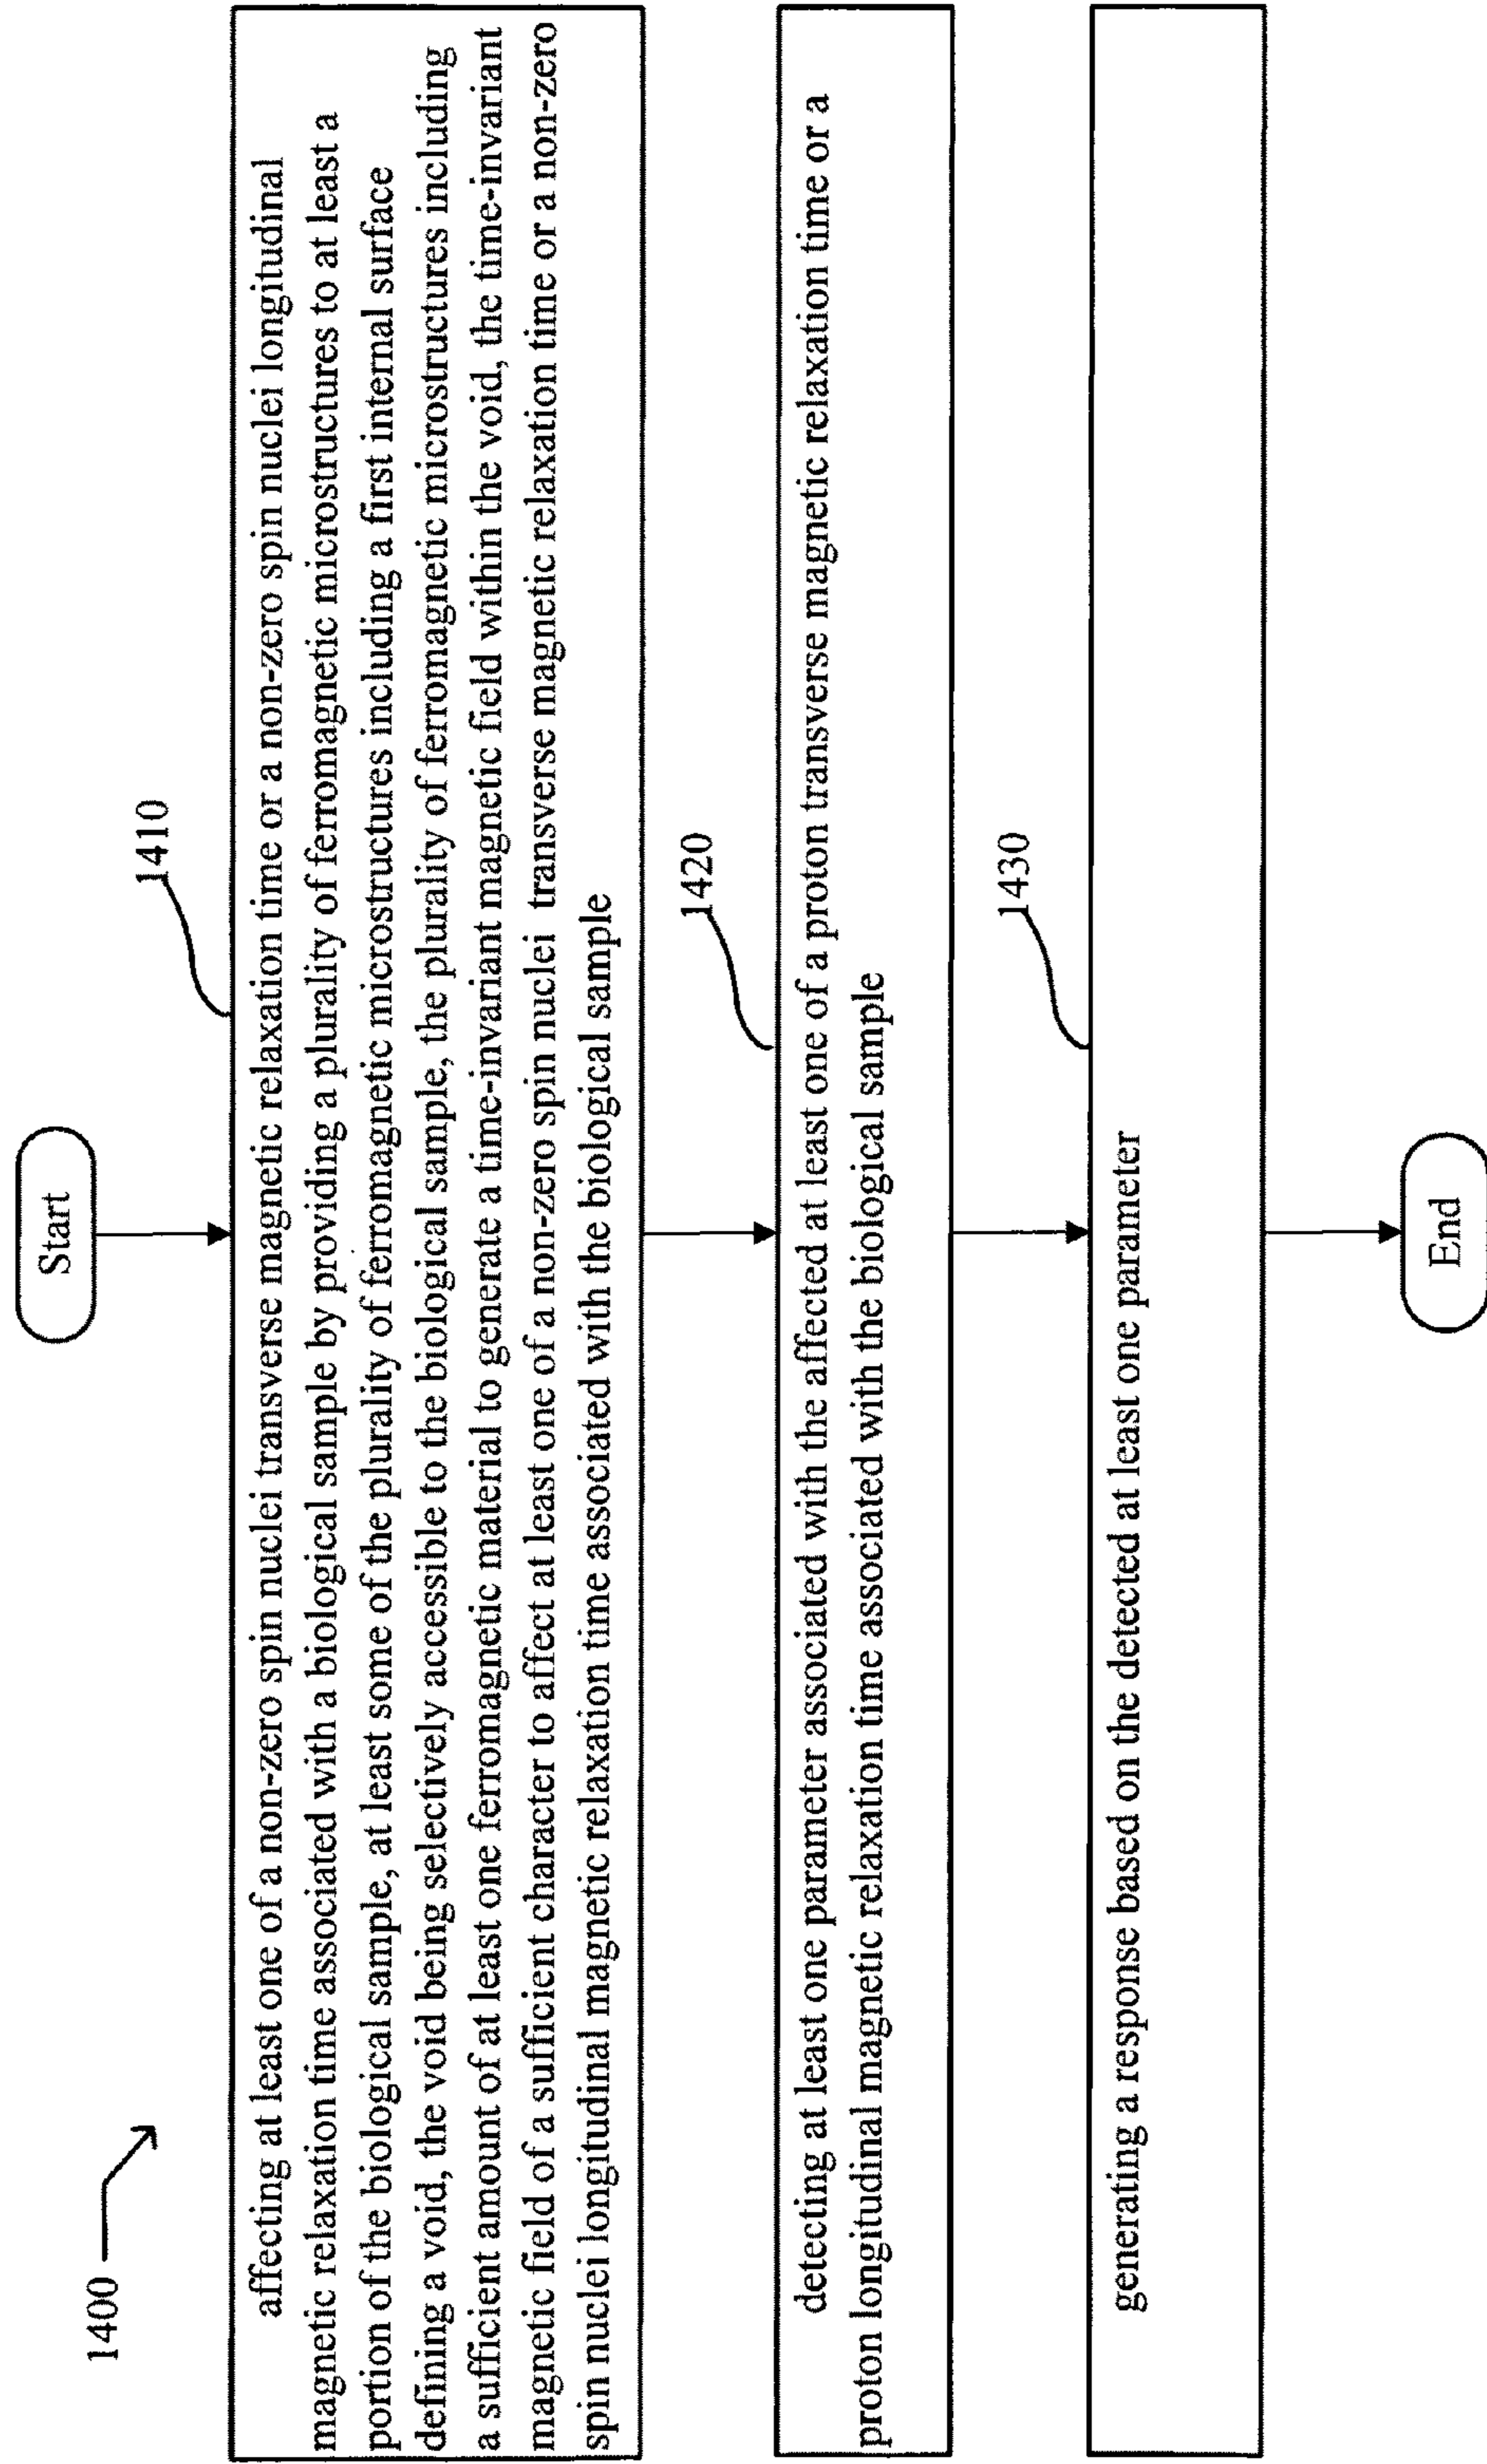 1400
Start
1410
affecting at least one of a non-zero spin nuclei transverse magnetic relaxation time or a non-zero spin nuclei longitudinal
magnetic relaxation time associated with a biological sample by providing a plurality of ferromagnetic microstructures to at least a
portion of the biological sample, at least some of the plurality of ferromagnetic microstructures including a first internal surface
defining a void, the void being selectively accessible to the biological sample, the plurality of ferromagnetic microstructures including
a sufficient amount of at least one ferromagnetic material to generate a time-invariant magnetic field within the void, the time-invariant
magnetic field of a sufficient character to affect at least one of a non-zero spin nuclei transverse magnetic relaxation time or a non-zero
spin nuclei longitudinal magnetic relaxation time associated with the biological sample
1420
detecting at least one parameter associated with the affected at least one of a proton transverse magnetic relaxation time or a
proton longitudinal magnetic relaxation time associated with the biological sample
1430
generating a response based on the detected at least one parameter
End